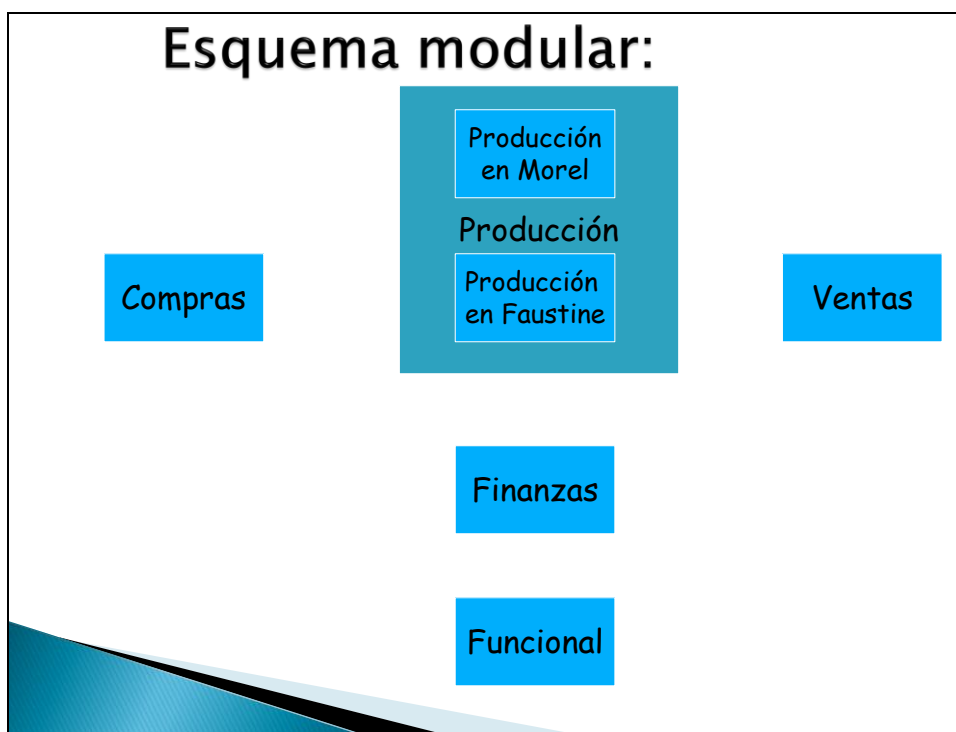 Esquema modular:
Producción
en Morel
Producción
Compras
Producción
en Faustine
Ventas
Finanzas
Funcional